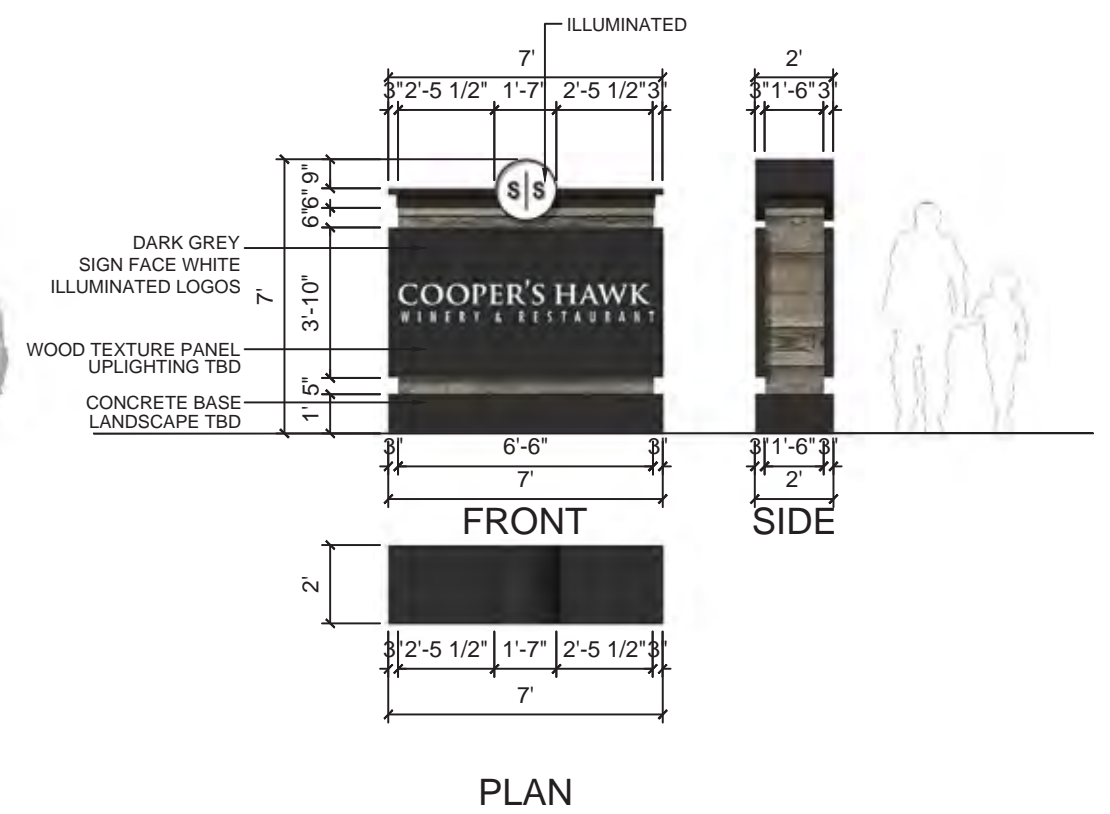 ILLUMINATED
7'
3" 2'-5 1/2" 1'-7" 2'-5 1/2" 3"
2'
3" 1'-6" 3"
9"
6"
6"
S|S
DARK GREY
SIGN FACE WHITE
ILLUMINATED LOGOS
7'
3'-10"
COOPER'S HAWK
WINERY & RESTAURANT
WOOD TEXTURE PANEL
UPLIGHTING TBD
5"
CONCRETE BASE
LANDSCAPE TBD
1'
3" 6'-6" 3"
7'
3" 1'-6" 3"
2'
FRONT
SIDE
2'
3" 2'-5 1/2" 1'-7" 2'-5 1/2" 3"
7'
PLAN